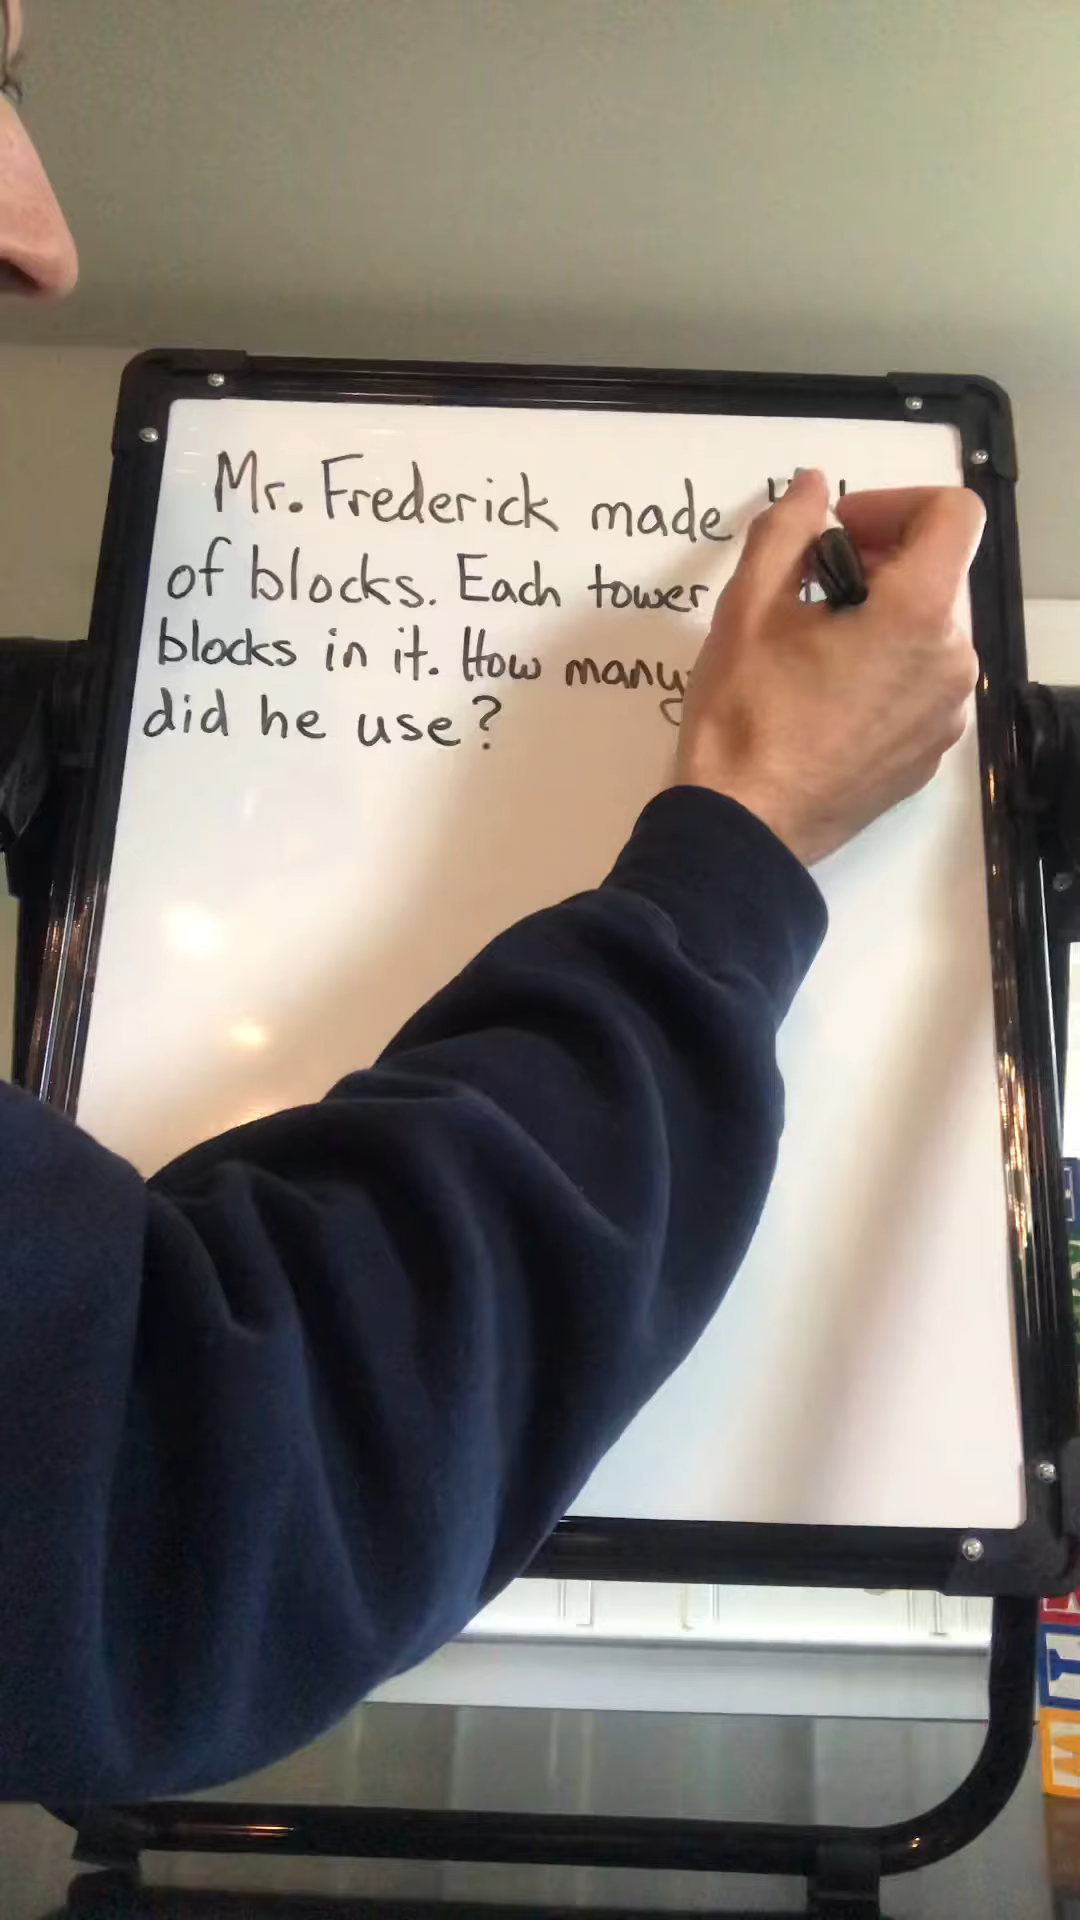 Mr. Frederick made
of blocks. Each tower
blocks in it. How many
did he use?